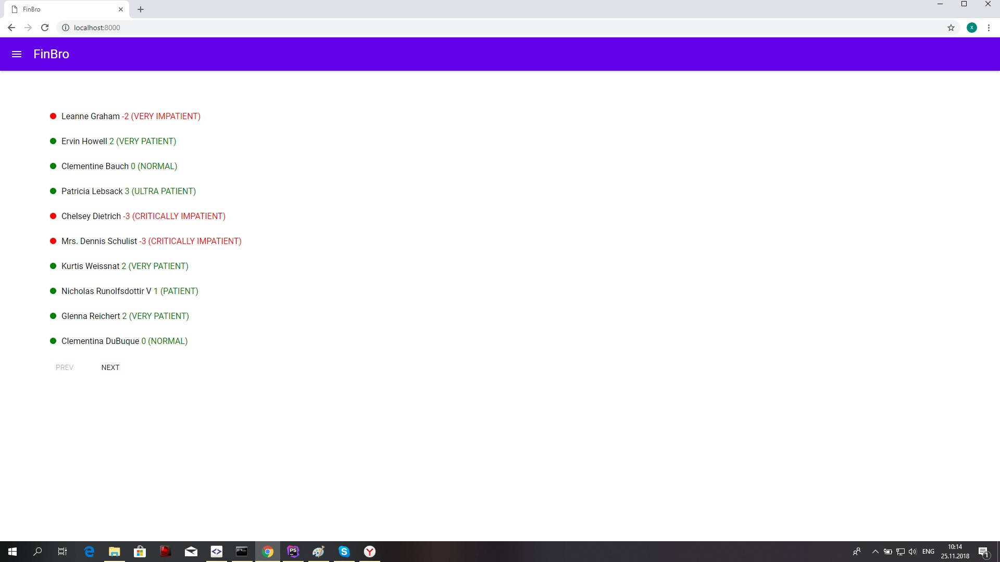 FinBro
localhost:8000
x
FinBro
Leanne Graham -2 (VERY IMPATIENT)
Ervin Howell 2 (VERY PATIENT)
Clementine Bauch 0 (NORMAL)
Patricia Lebsack 3 (ULTRA PATIENT)
Chelsey Dietrich -3 (CRITICALLY IMPATIENT)
Mrs. Dennis Schulist -3 (CRITICALLY IMPATIENT)
Kurtis Weissnat 2 (VERY PATIENT)
Nicholas Runolfsdottir V 1 (PATIENT)
Glenna Reichert 2 (VERY PATIENT)
Clementina DuBuque 0 (NORMAL)
PREV NEXT
PS
ENG
10:14
25.11.2018
1